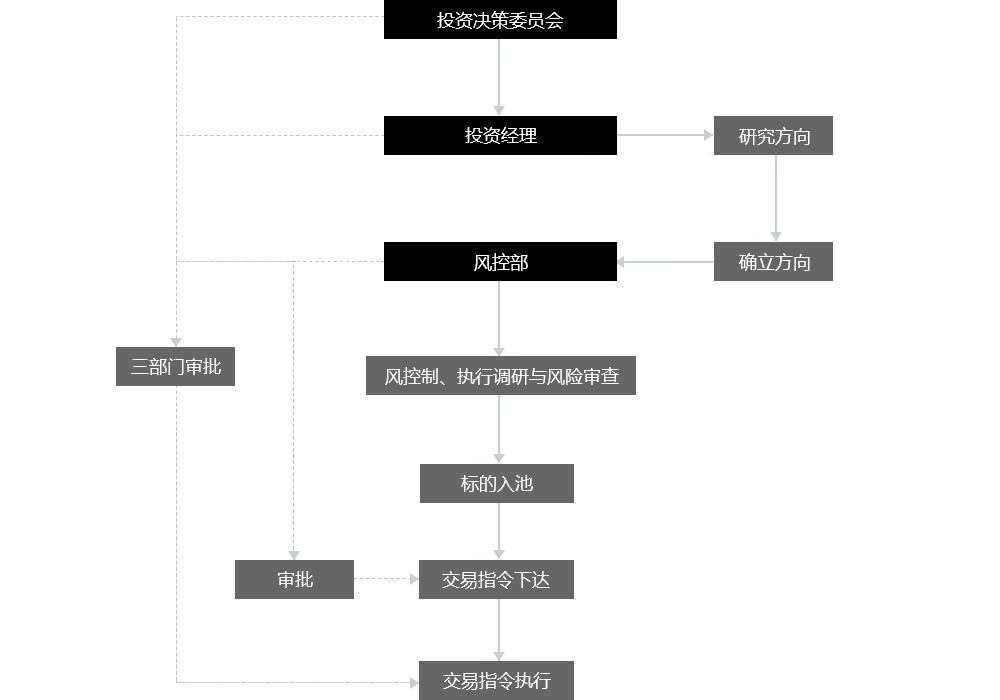 投资决策委员会
投资经理
研究方向
风控部
确立方向
三部门审批
风控制、执行调研与风险审查
标的入池
审批
交易指令下达
交易指令执行